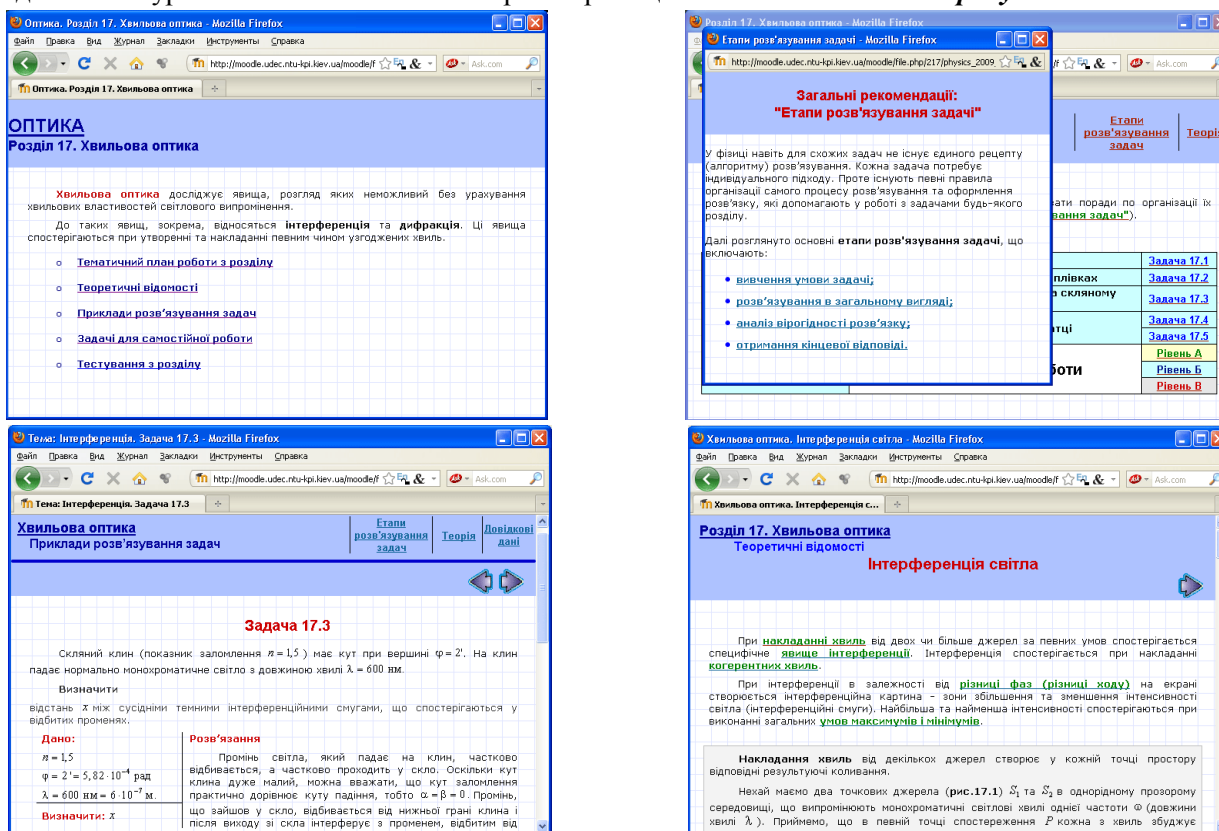 Оптика. Розділ 17. Хвильова оптика - Mozilla Firefox
Файл Правка Вид Журнал Закладки Инструменты Справка
http://moodle.udec.ntu-kpi.kiev.ua/moodle/f
Ask.com
Оптика. Розділ 17. Хвильова оптика
ОПТИКА
Розділ 17. Хвильова оптика
Хвильова оптика досліджує явища, розгляд яких неможливий без урахування
хвильових властивостей світлового випромінення.
До таких явищ, зокрема, відносяться інтерференція та дифракція. Ці явища
спостерігаються при утворенні та накладанні певним чином узгоджених хвиль.
Тематичний план роботи з розділу
Теоретичні відомості
Приклади розв'язування задач
Задачі для самостійної роботи
Тестування з розділу
Розділ 17. Хвильова оптика - Mozilla Firefox
Етапи розв'язування задачі - Mozilla Firefox
http://moodle.udec.ntu-kpi.kiev.ua/moodle/file.php/217/physics_2009
Ask.com
Загальні рекомендації:
"Етапи розв'язування задачі"
У фізиці навіть для схожих задач не існує єдиного рецепту
(алгоритму) розв'язування. Кожна задача потребує
індивідуального підходу. Проте існують певні правила
організації самого процесу розв'язування та оформлення
розв'язку, які допомагають у роботі з задачами будь-якого
розділу.
Далі розглянуто основні етапи розв'язування задачі, що
включають:
вивчення умови задачі;
розв'язування в загальному вигляді;
аналіз вірогідності розв'язку;
отримання кінцевої відповіді.
Етапи
розв'язування
задач
Теорія
поради по організації їх
задач").
Задача 17.1
плівках Задача 17.2
скляному
Задача 17.3
Задача 17.4
Задача 17.5
Рівень А
Рівень Б
Рівень В
Тема: Інтерференція. Задача 17.3 - Mozilla Firefox
Файл Правка Вид Журнал Закладки Инструменты Справка
http://moodle.udec.ntu-kpi.kiev.ua/moodle/f
Ask.com
Тема: Інтерференція. Задача 17.3
Хвильова оптика
Приклади розв'язування задач
Етапи
розв'язування
задач
Теорія
Довідкові
дані
Задача 17.3
Скляний клин (показник заломлення n = 1,5 ) має кут при вершині φ = 2'. На клин
падає нормально монохроматичне світло з довжиною хвилі λ = 600 нм.
Визначити
відстань x між сусідніми темними інтерференційними смугами, що спостерігаються у
відбитих променях.
Дано:
n = 1,5
φ = 2' = 5,82·10⁻⁴ рад
λ = 600 нм = 6·10⁻⁷ м.
Визначити: x
Розв'язання
Промінь світла, який падає на клин, частково
відбивається, а частково проходить у скло. Оскільки кут
клина дуже малий, можна вважати, що кут заломлення
практично дорівнює куту падіння, тобто α = β = 0. Промінь,
що зайшов у скло, відбивається від нижньої грані клина і
після виходу зі скла інтерферує з променем, відбитим від
Хвильова оптика. Інтерференція світла - Mozilla Firefox
Файл Правка Вид Журнал Закладки Инструменты Справка
http://moodle.udec.ntu-kpi.kiev.ua/moodle/f
Ask.com
Хвильова оптика. Інтерференція с...
Розділ 17. Хвильова оптика
Теоретичні відомості
Інтерференція світла
При накладанні хвиль від двох чи більше джерел за певних умов спостерігається
специфічне явище інтерференції. Інтерференція спостерігається при накладанні
когерентних хвиль.
При інтерференції в залежності від різниці фаз (різниці ходу) на екрані
створюється інтерференційна картина - зони збільшення та зменшення інтенсивності
світла (інтерференційні смуги). Найбільша та найменша інтенсивності спостерігаються при
виконанні загальних умов максимумів і мінімумів.
Накладання хвиль від декількох джерел створює у кожній точці простору
відповідні результуючі коливання.
Нехай маємо два точкових джерела (рис.17.1) S₁ та S₂ в однорідному прозорому
середовищі, що випромінюють монохроматичні світлові хвилі однієї частоти ω (довжини
хвилі λ ). Приймемо, що в певній точці спостереження P кожна з хвиль збуджує